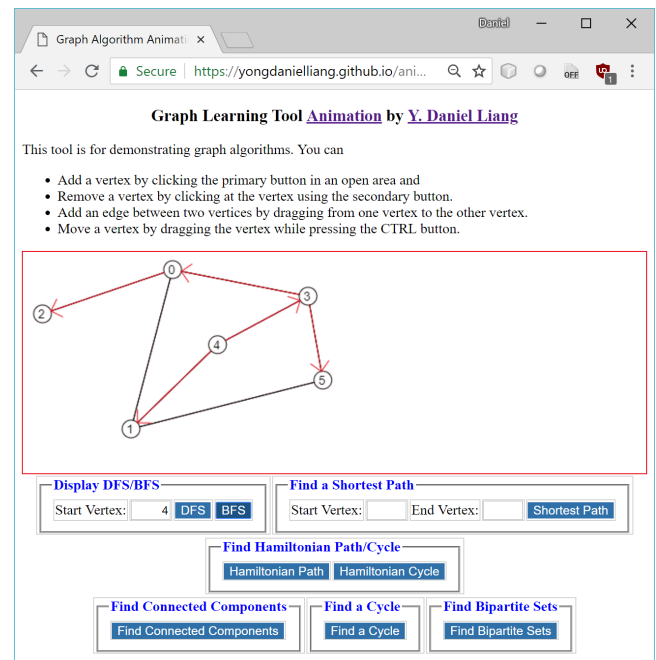 Daniel
Graph Algorithm Animati
Secure https://yongdanielliang.github.io/ani...
OFF
1
Graph Learning Tool Animation by Y. Daniel Liang
This tool is for demonstrating graph algorithms. You can
• Add a vertex by clicking the primary button in an open area and
• Remove a vertex by clicking at the vertex using the secondary button.
• Add an edge between two vertices by dragging from one vertex to the other vertex.
• Move a vertex by dragging the vertex while pressing the CTRL button.
0
3
2
4
5
1
Display DFS/BFS
Start Vertex: 4 DFS BFS
Find a Shortest Path
Start Vertex: End Vertex: Shortest Path
Find Hamiltonian Path/Cycle
Hamiltonian Path Hamiltonian Cycle
Find Connected Components
Find Connected Components
Find a Cycle
Find a Cycle
Find Bipartite Sets
Find Bipartite Sets